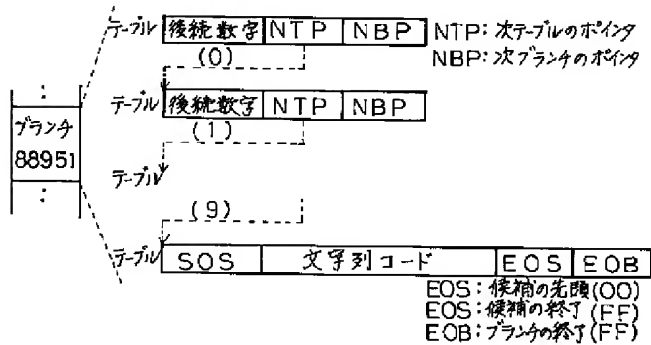 テーブル 後続数字 NTP NBP NTP:次テーブルのポインタ
(0) NBP:次ブランチのポインタ
:
テーブル 後続数字 NTP NBP
ブランチ
88951
(1)
テーブル
:
(9)
テーブル SOS 文字列コード EOS EOB
EOS:候補の先頭(00)
EOS:候補の終了(FF)
EOB:ブランチの終了(FF)